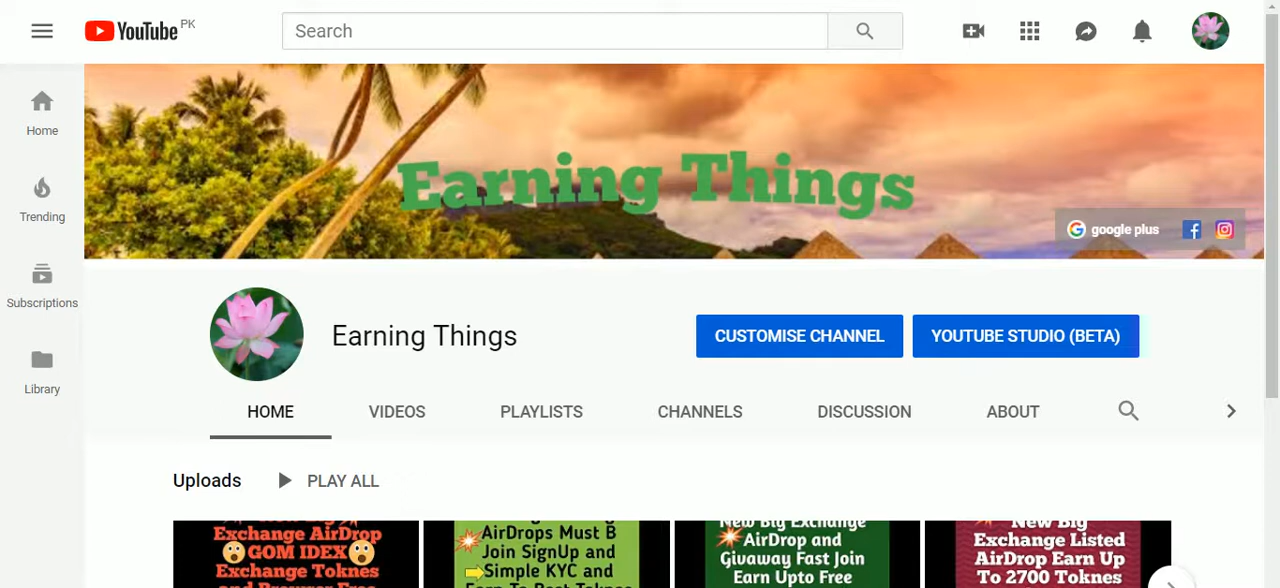 YouTube PK
Search
Home
Trending
Subscriptions
Library
Earning Things
google plus
Earning Things
CUSTOMISE CHANNEL
YOUTUBE STUDIO (BETA)
HOME VIDEOS PLAYLISTS CHANNELS DISCUSSION ABOUT
Uploads PLAY ALL
Exchange AirDrop
GOM IDEX
Exchange Toknes
AirDrops Must B
Join SignUp and
Simple KYC and
New Big Exchange
AirDrop and
Givaway Fast Join
Earn Upto Free
New Big
Exchange Listed
AirDrop Earn Up
To 2700 Toknes